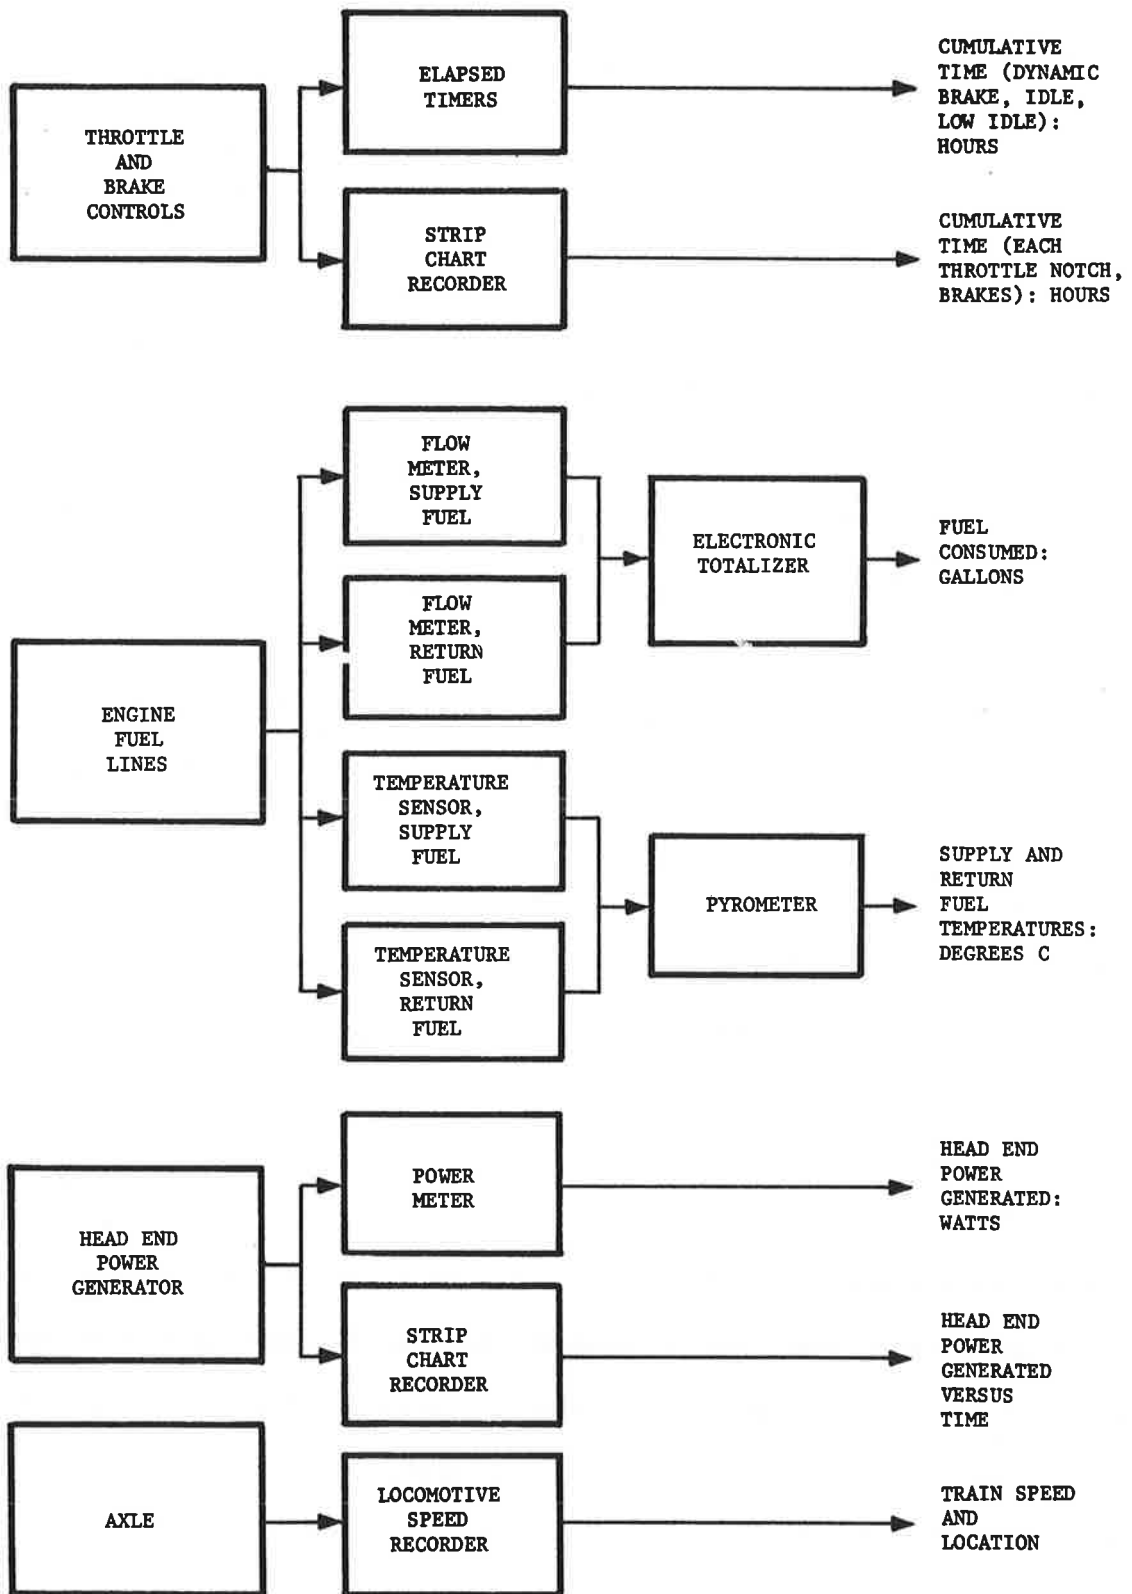 THROTTLE
AND
BRAKE
CONTROLS
ELAPSED
TIMERS
CUMULATIVE
TIME (DYNAMIC
BRAKE, IDLE,
LOW IDLE):
HOURS
STRIP
CHART
RECORDER
CUMULATIVE
TIME (EACH
THROTTLE NOTCH,
BRAKES): HOURS
ENGINE
FUEL
LINES
FLOW
METER,
SUPPLY
FUEL
FLOW
METER,
RETURN
FUEL
ELECTRONIC
TOTALIZER
FUEL
CONSUMED:
GALLONS
TEMPERATURE
SENSOR,
SUPPLY
FUEL
TEMPERATURE
SENSOR,
RETURN
FUEL
PYROMETER
SUPPLY AND
RETURN
FUEL
TEMPERATURES:
DEGREES C
HEAD END
POWER
GENERATOR
POWER
METER
HEAD END
POWER
GENERATED:
WATTS
STRIP
CHART
RECORDER
HEAD END
POWER
GENERATED
VERSUS
TIME
AXLE
LOCOMOTIVE
SPEED
RECORDER
TRAIN SPEED
AND
LOCATION